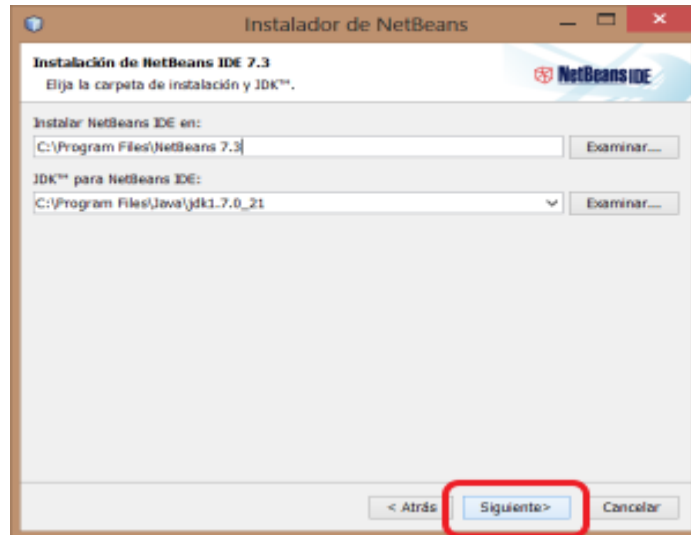 Instalador de NetBeans
Instalación de NetBeans IDE 7.3
Elija la carpeta de instalación y JDK™.
NetBeans IDE
Instalar NetBeans IDE en:
C:\Program Files\NetBeans 7.3
Examinar...
JDK™ para NetBeans IDE:
C:\Program Files\Java\jdk1.7.0_21
Examinar...
< Atrás
Siguiente>
Cancelar